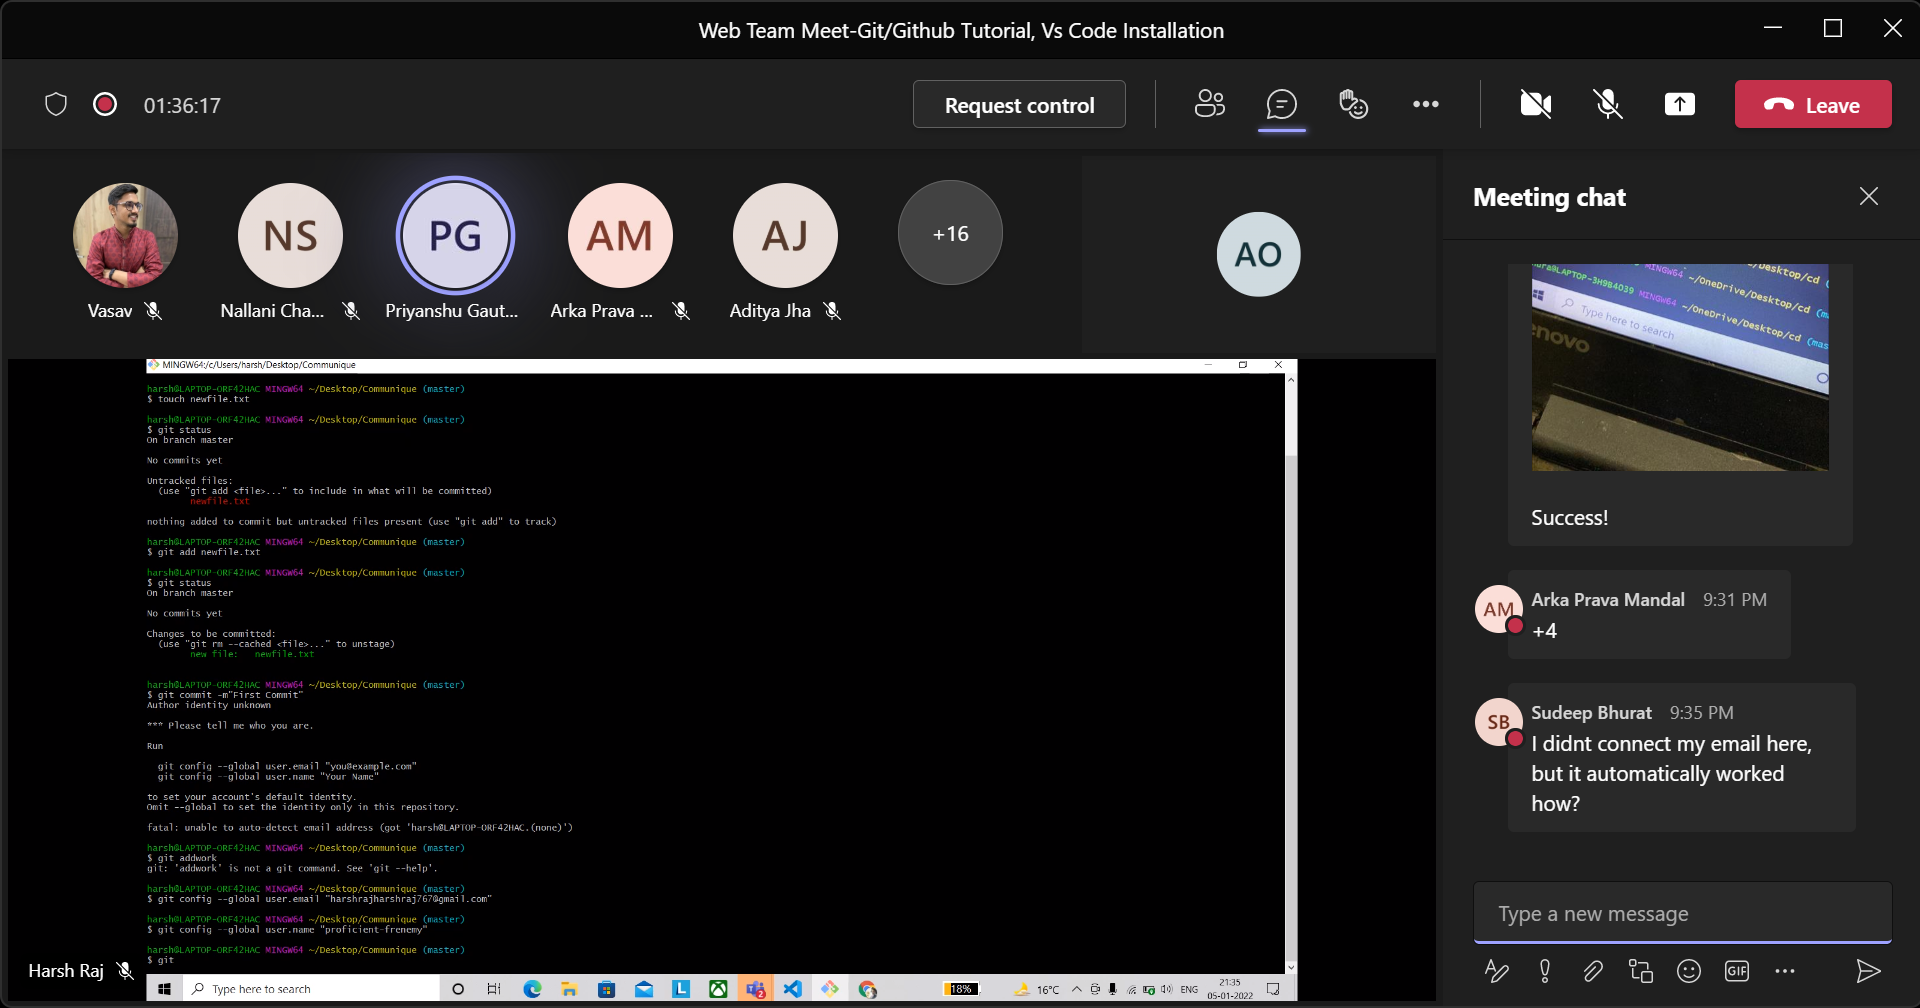 Web Team Meet-Git/Github Tutorial, Vs Code Installation
01:36:17
Request control
Leave
NS
PG
AM
AJ
+16
AO
Vasav
Nallani Cha...
Priyanshu Gaut...
Arka Prava ...
Aditya Jha
MINGW64:/c/Users/harsh/Desktop/Communique
harsh@LAPTOP-ORF42HAC MINGW64 ~/Desktop/Communique (master)
$ touch newfile.txt
harsh@LAPTOP-ORF42HAC MINGW64 ~/Desktop/Communique (master)
$ git status
On branch master
No commits yet
Untracked files:
(use "git add <file>..." to include in what will be committed)
newfile.txt
nothing added to commit but untracked files present (use "git add" to track)
harsh@LAPTOP-ORF42HAC MINGW64 ~/Desktop/Communique (master)
$ git add newfile.txt
harsh@LAPTOP-ORF42HAC MINGW64 ~/Desktop/Communique (master)
$ git status
On branch master
No commits yet
Changes to be committed:
(use "git rm --cached <file>..." to unstage)
new file:   newfile.txt
harsh@LAPTOP-ORF42HAC MINGW64 ~/Desktop/Communique (master)
$ git commit -m"First Commit"
Author identity unknown
*** Please tell me who you are.
Run
git config --global user.email "you@example.com"
git config --global user.name "Your Name"
to set your account's default identity.
Omit --global to set the identity only in this repository.
fatal: unable to auto-detect email address (got 'harsh@LAPTOP-ORF42HAC.(none)')
harsh@LAPTOP-ORF42HAC MINGW64 ~/Desktop/Communique (master)
$ git addwork
git: 'addwork' is not a git command. See 'git --help'.
harsh@LAPTOP-ORF42HAC MINGW64 ~/Desktop/Communique (master)
$ git config --global user.email "harshrajharshraj767@gmail.com"
harsh@LAPTOP-ORF42HAC MINGW64 ~/Desktop/Communique (master)
$ git config --global user.name "proficient-frenemy"
harsh@LAPTOP-ORF42HAC MINGW64 ~/Desktop/Communique (master)
$ git
Harsh Raj
Type here to search
18%
16°C
ENG
21:35
05-01-2022
Meeting chat
MINGW64 ~/OneDrive/Desktop/cd
Type here to search
~/OneDrive/Desktop/cd (mas
enovo
Success!
AM
Arka Prava Mandal 9:31 PM
+4
SB
Sudeep Bhurat 9:35 PM
I didnt connect my email here,
but it automatically worked
how?
Type a new message
GIF